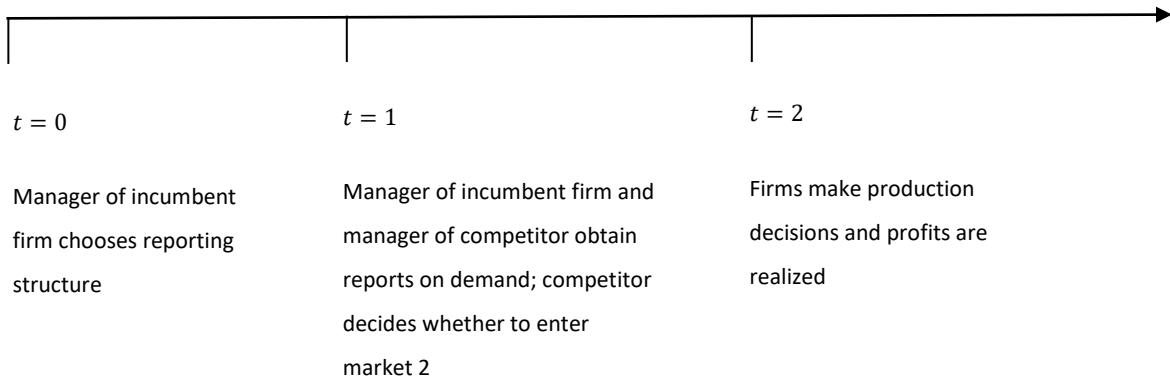 t = 0
Manager of incumbent
firm chooses reporting
structure
t = 1
Manager of incumbent firm and
manager of competitor obtain
reports on demand; competitor
decides whether to enter
market 2
t = 2
Firms make production
decisions and profits are
realized